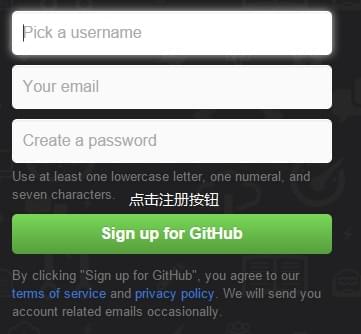 Pick a username
Your email
Create a password
Use at least one lowercase letter, one numeral, and
seven characters.
点击注册按钮
Sign up for GitHub
By clicking "Sign up for GitHub", you agree to our
terms of service and privacy policy. We will send you
account related emails occasionally.